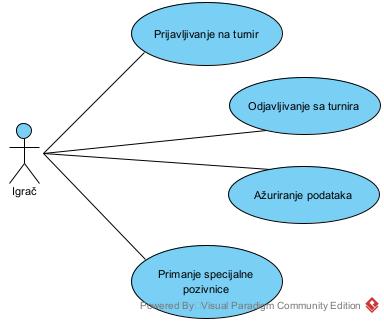 Prijavljivanje na turnir
Odjavljivanje sa turnira
Igrač
Ažuriranje podataka
Primanje specijalne
pozivnice
Powered By: Visual Paradigm Community Edition